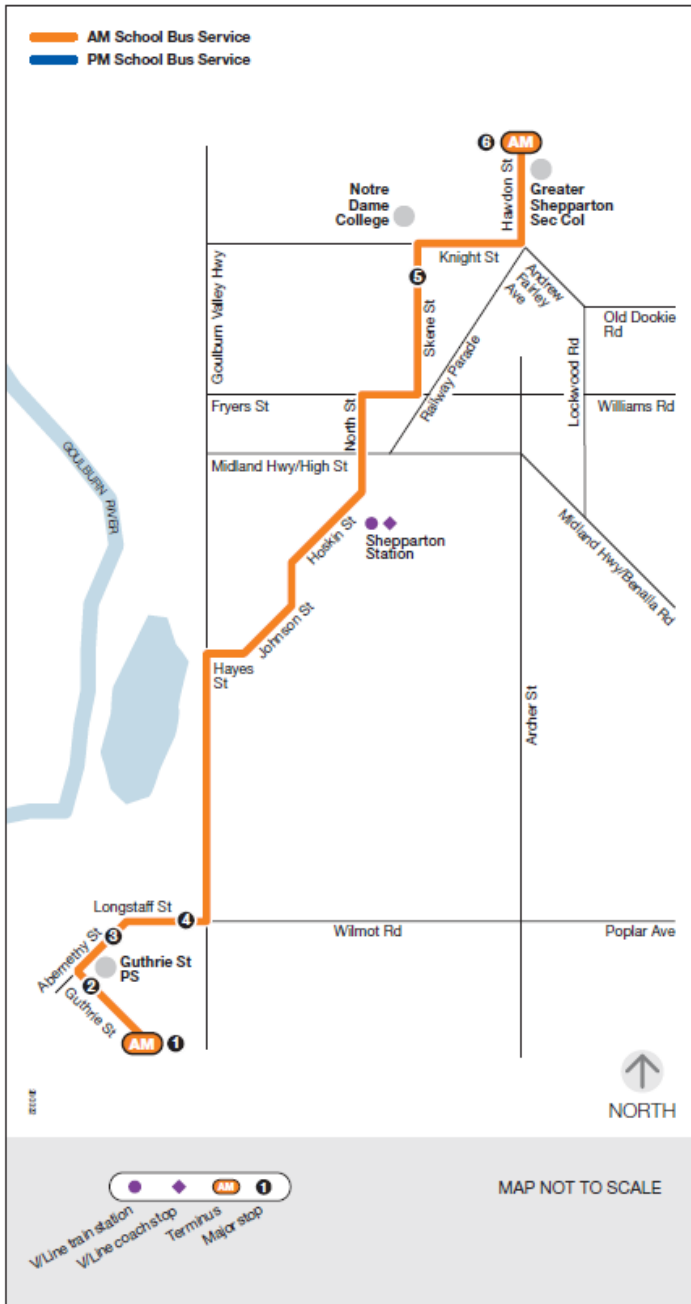 AM School Bus Service
PM School Bus Service
6
AM
Hawdon St
Greater
Shepparton
Sec Col
Notre
Dame
College
Knight St
5
Skene St
Goulburn Valley Hwy
Andrew
Fairley
Ave
Old Dookie
Rd
Railway Parade
Lockwood Rd
Fryers St
North St
Williams Rd
Midland Hwy/High St
GOULBURN
RIVER
Hoskin St
Shepparton
Station
Midland Hwy/Benalla Rd
Johnson St
Hayes
St
Archer St
Longstaff St
4
Wilmot Rd
Poplar Ave
3
Abernethy St
Guthrie St
PS
2
Guthrie St
AM
1
NORTH
AM
1
MAP NOT TO SCALE
V/Line train station
V/Line coach stop
Terminus
Major stop